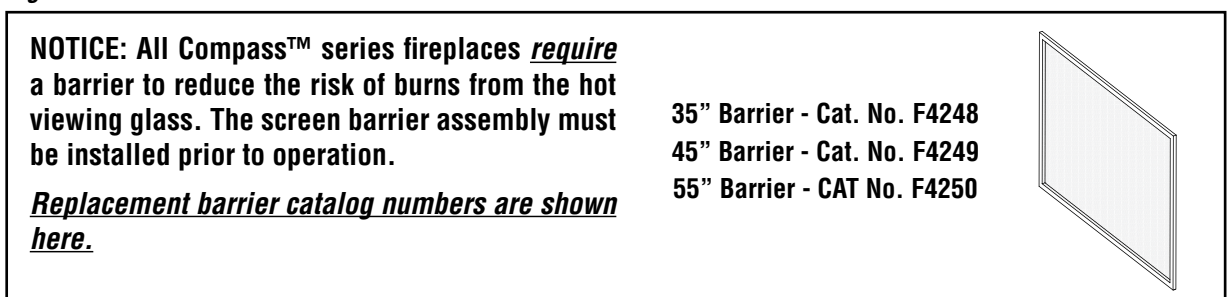 NOTICE: All Compass™ series fireplaces require
a barrier to reduce the risk of burns from the hot
viewing glass. The screen barrier assembly must
be installed prior to operation.
Replacement barrier catalog numbers are shown
here.
35” Barrier - Cat. No. F4248
45” Barrier - Cat. No. F4249
55” Barrier - CAT No. F4250